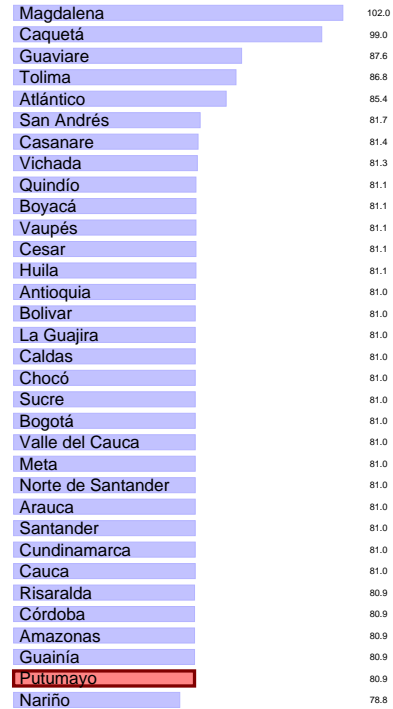 Magdalena 102.0
Caquetá 99.0
Guaviare 87.6
Tolima 86.8
Atlántico 85.4
San Andrés 81.7
Casanare 81.4
Vichada 81.3
Quindío 81.1
Boyacá 81.1
Vaupés 81.1
Cesar 81.1
Huila 81.1
Antioquia 81.0
Bolivar 81.0
La Guajira 81.0
Caldas 81.0
Chocó 81.0
Sucre 81.0
Bogotá 81.0
Valle del Cauca 81.0
Meta 81.0
Norte de Santander 81.0
Arauca 81.0
Santander 81.0
Cundinamarca 81.0
Cauca 81.0
Risaralda 80.9
Córdoba 80.9
Amazonas 80.9
Guainía 80.9
Putumayo 80.9
Nariño 78.8